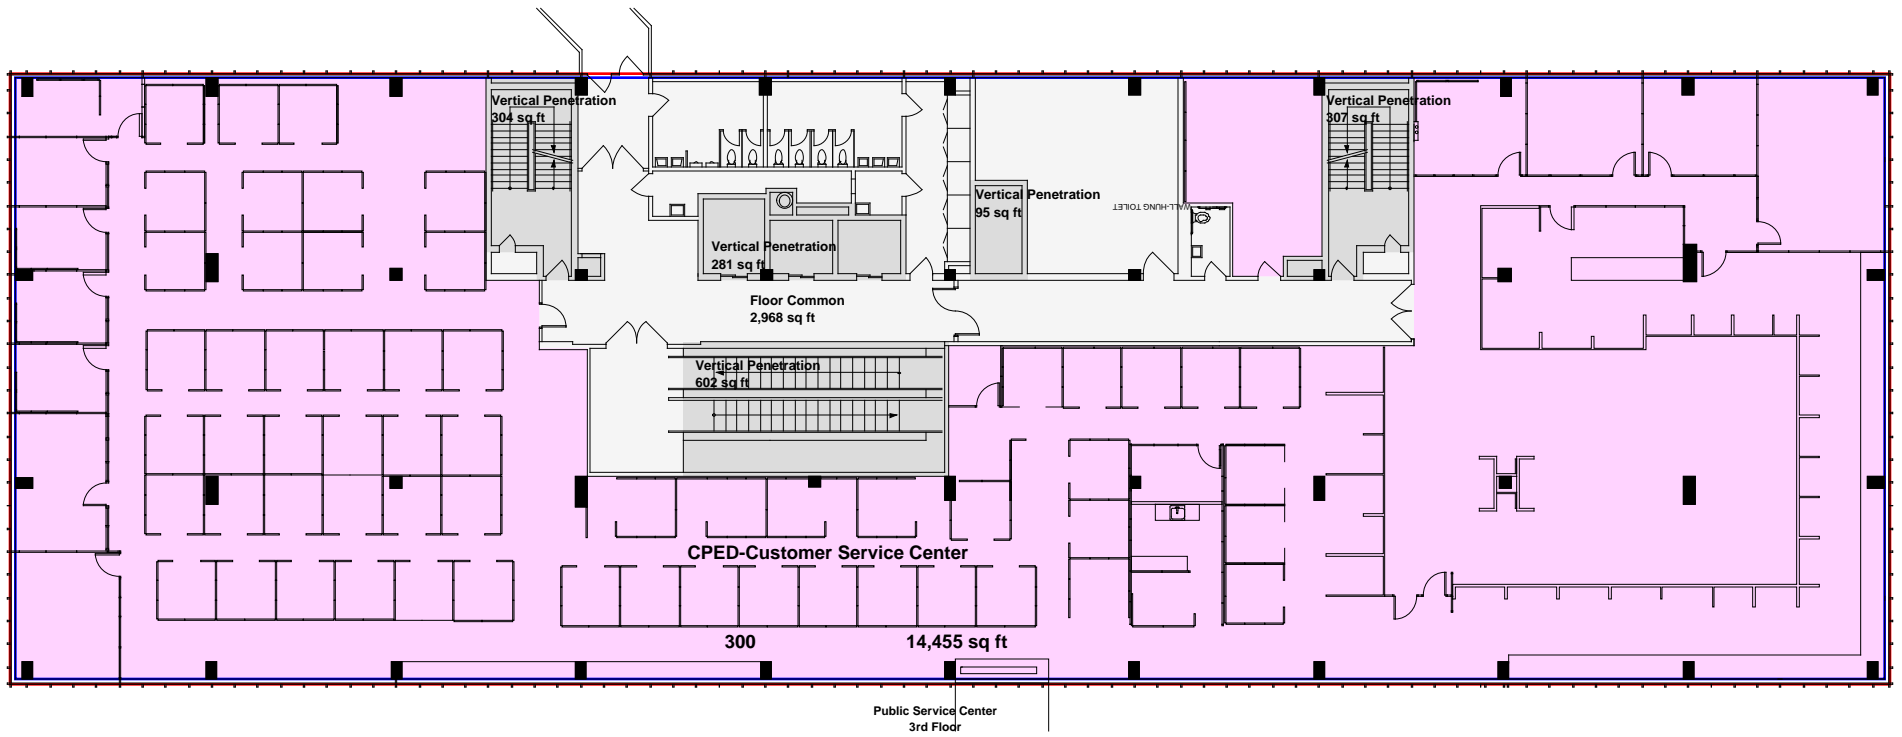 Vertical Penetration
304 sq ft
Vertical Penetration
307 sq ft
Vertical Penetration
95 sq ft
WALL-HUNG TOILET
Vertical Penetration
281 sq ft
Floor Common
2,968 sq ft
Vertical Penetration
602 sq ft
CPED-Customer Service Center
300 14,455 sq ft
Public Service Center
3rd Floor